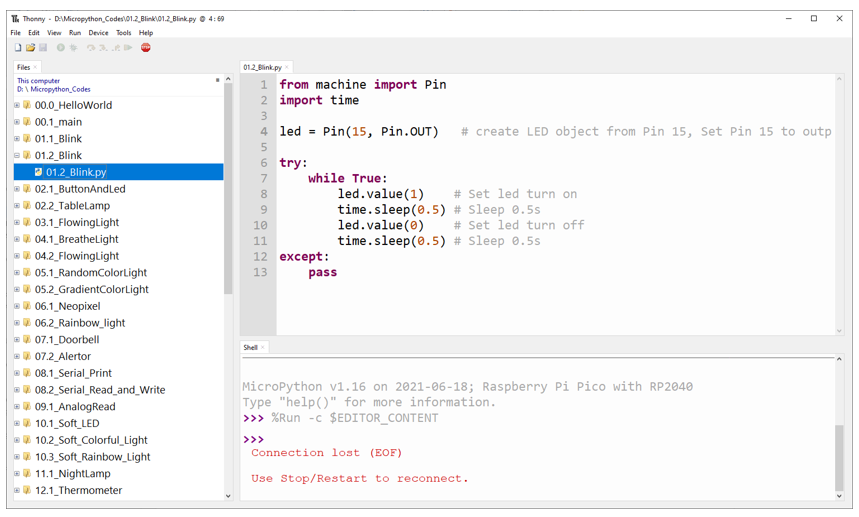 Thonny - D:\Micropython_Codes\01.2_Blink\01.2_Blink.py @ 4 : 69
File Edit View Run Device Tools Help
STOP
Files
This computer
D: \ Micropython_Codes
00.0_HelloWorld
00.1_main
01.1_Blink
01.2_Blink
01.2_Blink.py
02.1_ButtonAndLed
02.2_TableLamp
03.1_FlowingLight
04.1_BreatheLight
04.2_FlowingLight
05.1_RandomColorLight
05.2_GradientColorLight
06.1_Neopixel
06.2_Rainbow_light
07.1_Doorbell
07.2_Alertor
08.1_Serial_Print
08.2_Serial_Read_and_Write
09.1_AnalogRead
10.1_Soft_LED
10.2_Soft_Colorful_Light
10.3_Soft_Rainbow_Light
11.1_NightLamp
12.1_Thermometer
01.2_Blink.py
1 from machine import Pin
2 import time
3
4 led = Pin(15, Pin.OUT)   # create LED object from Pin 15, Set Pin 15 to outp
5
6 try:
7     while True:
8         led.value(1)    # Set led turn on
9         time.sleep(0.5) # Sleep 0.5s
10         led.value(0)    # Set led turn off
11         time.sleep(0.5) # Sleep 0.5s
12 except:
13     pass
Shell
MicroPython v1.16 on 2021-06-18; Raspberry Pi Pico with RP2040
Type "help()" for more information.
>>> %Run -c $EDITOR_CONTENT
>>>
Connection lost (EOF)
Use Stop/Restart to reconnect.